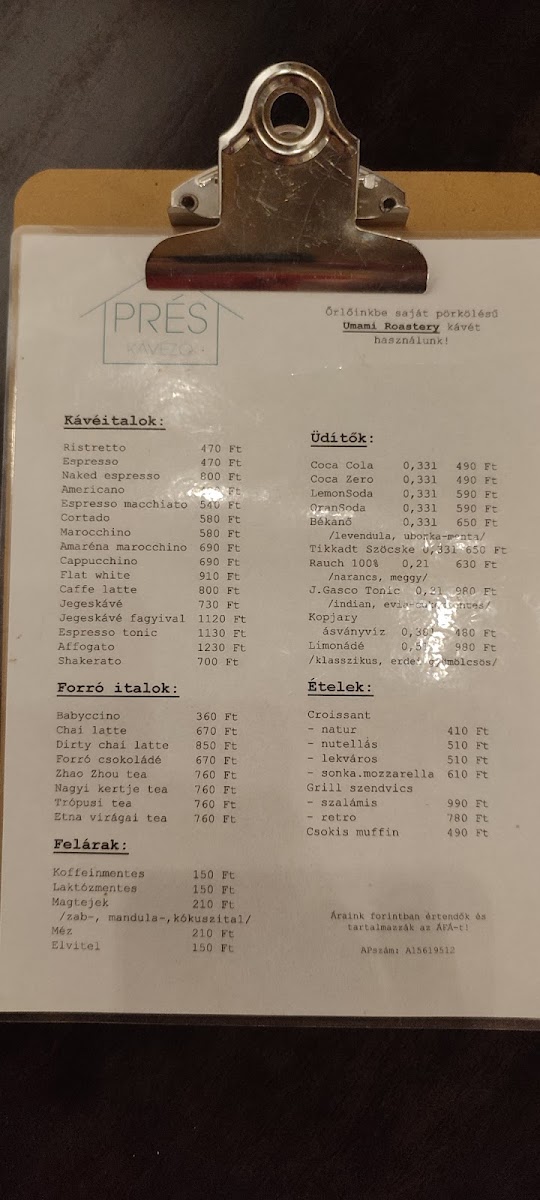 PRÉS
KÁVÉZÓ
Őrlőinkbe saját pörkölésű
Umami Roastery kávét
használunk!
Kávéitalok:
Ristretto 470 Ft
Espresso 470 Ft
Naked espresso 800 Ft
Americano Ft
Espresso macchiato 540 Ft
Cortado 580 Ft
Marocchino 580 Ft
Amaréna marocchino 690 Ft
Cappucchino 690 Ft
Flat white 910 Ft
Caffe latte 800 Ft
Jegeskávé 730 Ft
Jegeskávé fagyival 1120 Ft
Espresso tonic 1130 Ft
Affogato 1230 Ft
Shakerato 700 Ft
Forró italok:
Babyccino 360 Ft
Chai latte 670 Ft
Dirty chai latte 850 Ft
Forró csokoládé 670 Ft
Zhao Zhou tea 760 Ft
Nagyi kertje tea 760 Ft
Trópusi tea 760 Ft
Etna virágai tea 760 Ft
Felárak:
Koffeinmentes 150 Ft
Laktózmentes 150 Ft
Magtejek 210 Ft
/zab-, mandula-,kókuszital/
Méz 210 Ft
Elvitel 150 Ft
Üdítők:
Coca Cola 0,33l 490 Ft
Coca Zero 0,33l 490 Ft
LemonSoda 0,33l 590 Ft
OranSoda 0,33l 590 Ft
Békánő 0,33l 650 Ft
/levendula, uborka-menta/
Tikkadt Szöcske 0,33l 650 Ft
Rauch 100% 0,2l 630 Ft
/narancs, meggy/
J.Gasco Tonic 0,2l 980 Ft
/indian,
Kopjary
ásványvíz 480 Ft
Limonádé 980 Ft
/klasszikus, erdei gyümölcsös/
Ételek:
Croissant
- natur 410 Ft
- nutellás 510 Ft
- lekváros 510 Ft
- sonka.mozzarella 610 Ft
Grill szendvics
- szalámis 990 Ft
- retro 780 Ft
Csokis muffin 490 Ft
Áraink forintban értendők és
tartalmazzák az ÁFÁ-t!
APszám: A15619512